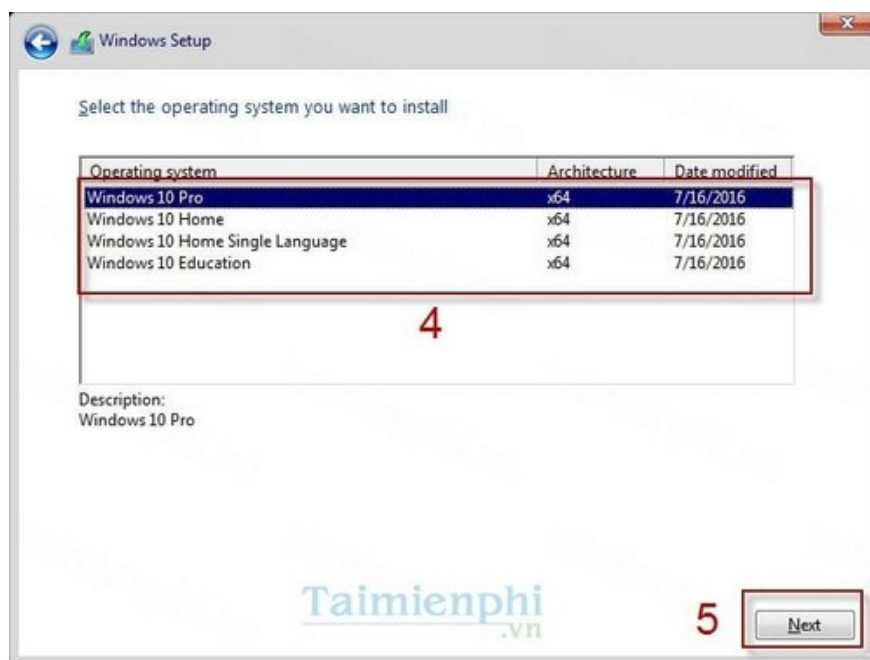 Windows Setup
Select the operating system you want to install
Operating system Architecture Date modified
Windows 10 Pro x64 7/16/2016
Windows 10 Home x64 7/16/2016
Windows 10 Home Single Language x64 7/16/2016
Windows 10 Education x64 7/16/2016
4
Description:
Windows 10 Pro
Taimienphi
.vn
5 Next